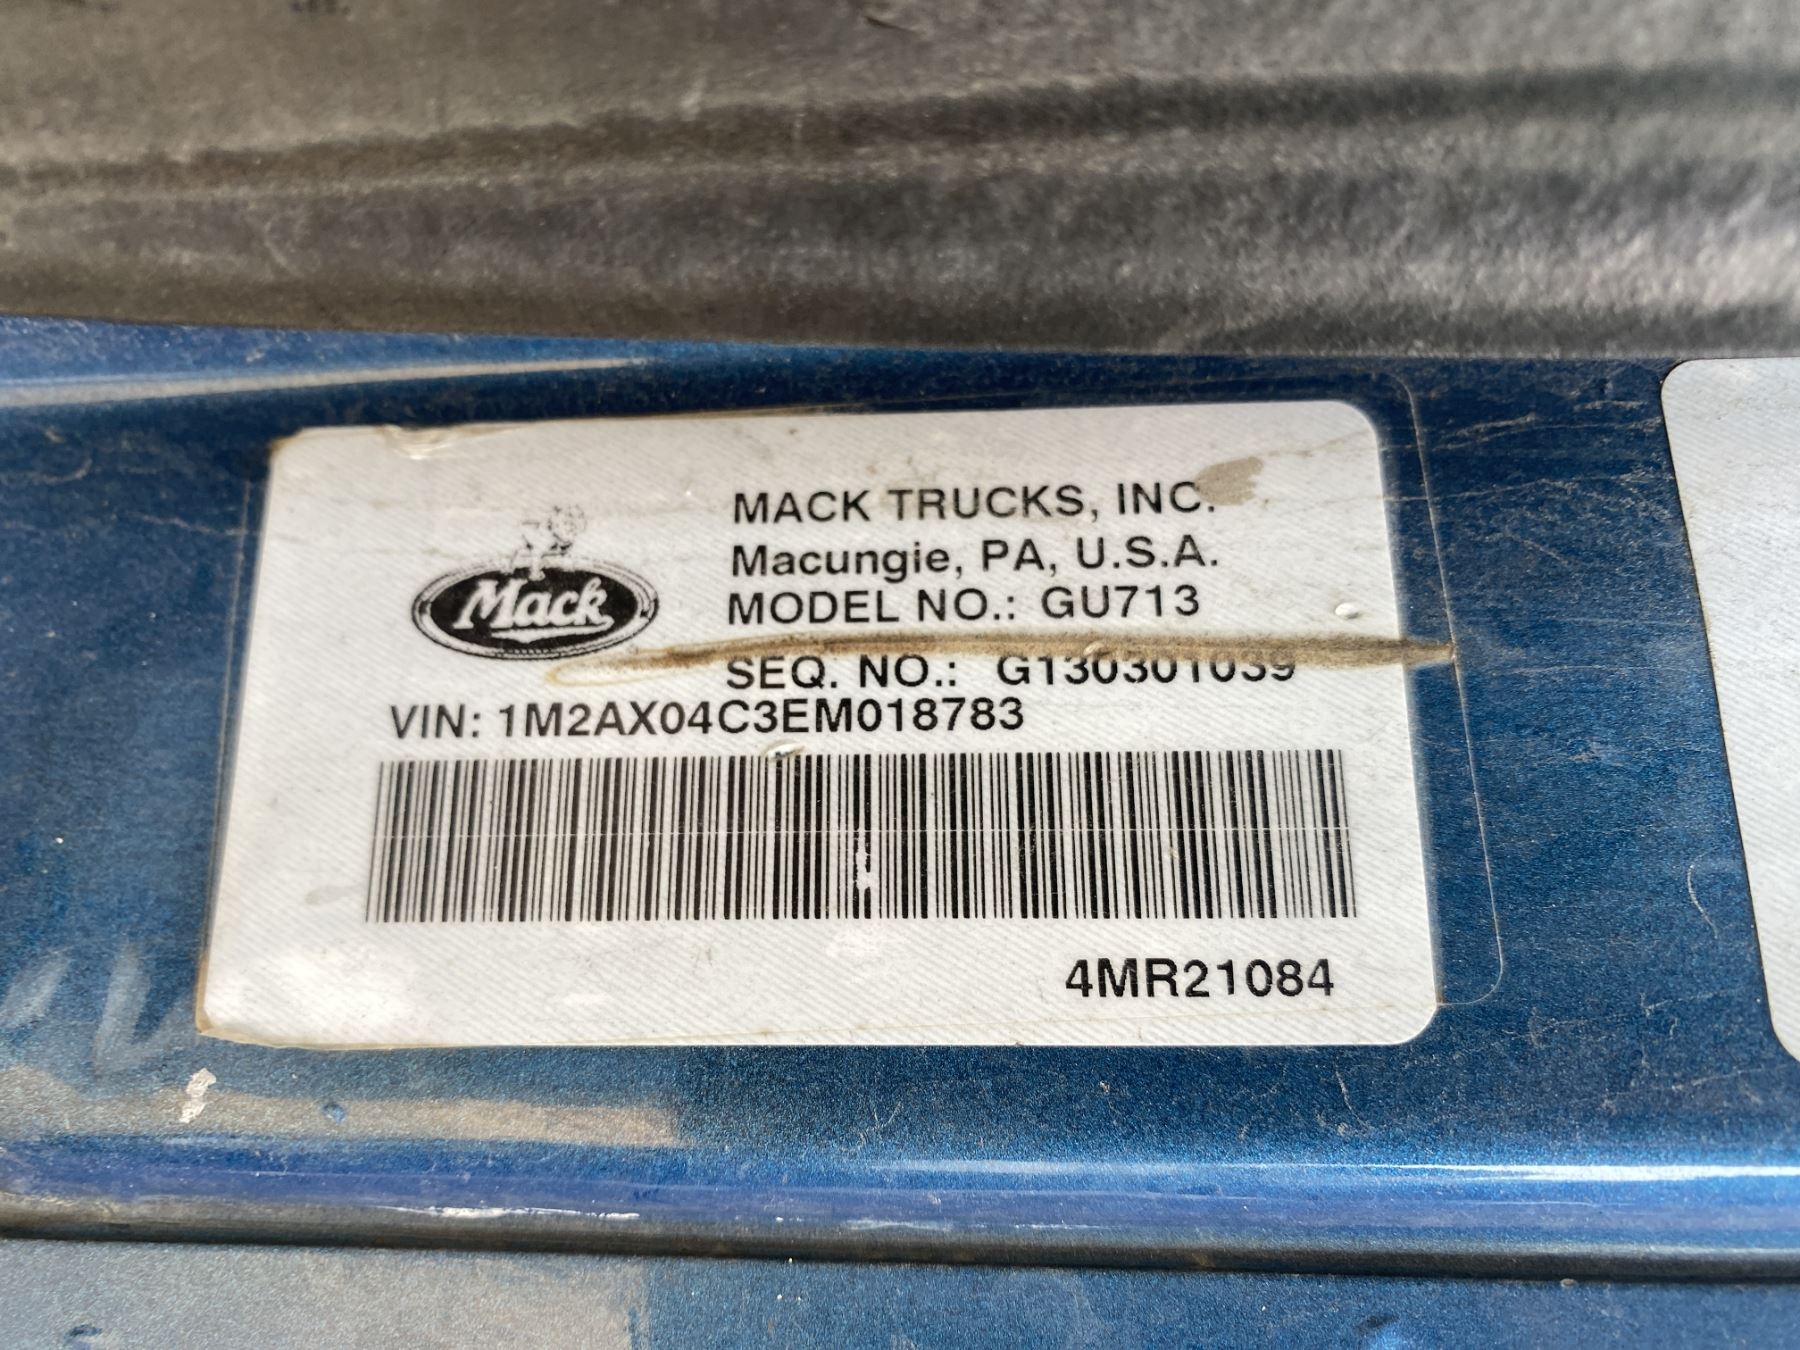 MACK TRUCKS, INC.
Macungie, PA, U.S.A.
Mack
MODEL NO.: GU713
SEQ. NO.: G130301039
VIN: 1M2AX04C3EM018783
4MR21084